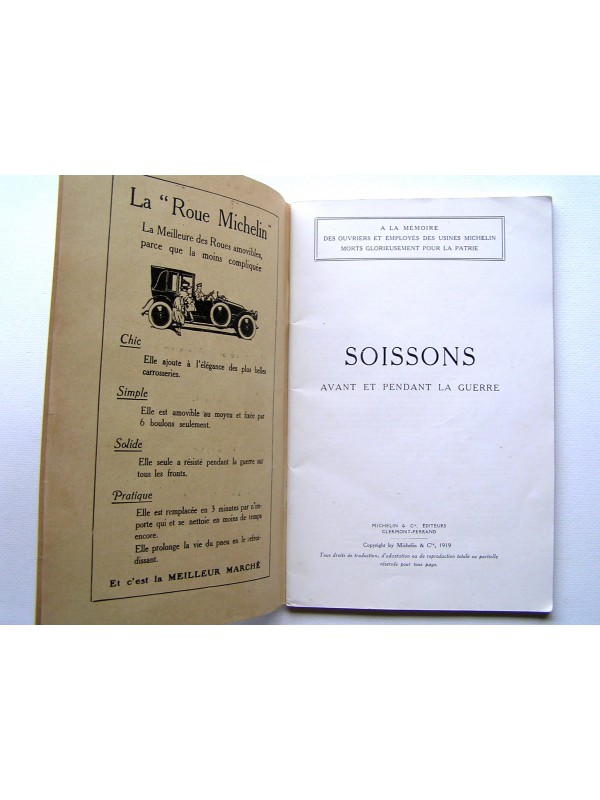 La "Roue Michelin"
La Meilleure des Roues amovibles,
parce que la moins compliquée
Chic
Elle ajoute à l'élégance des plus belles
carrosseries.
Simple
Elle est amovible au moyen et fixée par
6 boulons seulement.
Solide
Elle seule a résisté pendant la guerre sur
tous les fronts.
Pratique
Elle est remplacée en 3 minutes par n'im-
porte qui et se nettoie en moins de temps
encore.
Elle prolonge la vie du pneu en le refroi-
dissant.
Et c'est la MEILLEUR MARCHÉ
A LA MÉMOIRE
DES OUVRIERS ET EMPLOYÉS DES USINES MICHELIN
MORTS GLORIEUSEMENT POUR LA PATRIE
SOISSONS
AVANT ET PENDANT LA GUERRE
MICHELIN & Cie, ÉDITEURS
CLERMONT-FERRAND
Copyright by Michelin & Cie, 1919
Tous droits de traduction, d'adaptation ou de reproduction totale ou partielle
réservés pour tous pays.